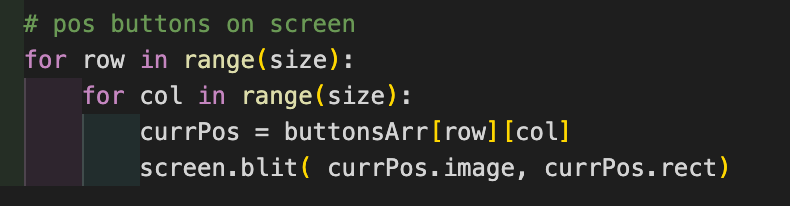 # pos buttons on screen
for row in range(size):
    for col in range(size):
        currPos = buttonsArr[row][col]
        screen.blit( currPos.image, currPos.rect)